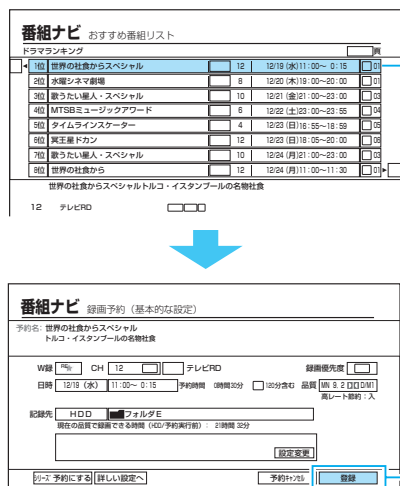 番組ナビ おすすめ番組リスト
ドラマランキング 頁
1位 世界の社食からスペシャル 12 12/19 (水)11:00～ 0:15 01
2位 水曜シネマ劇場 8 12/20 (木)19:00～20:00 01
3位 歌うたい星人・スペシャル 10 12/21 (金)21:00～23:00 03
4位 MTSBミュージックアワード 6 12/22 (土)23:00～23:55 04
5位 タイムラインスケーター 4 12/23 (日)16:55～18:59 05
6位 冥王星ドカン 12 12/23 (日)18:05～20:00 06
7位 歌うたい星人・スペシャル 10 12/24 (月)21:00～23:00 03
8位 世界の社食から 12 12/24 (月)11:00～11:30 01
世界の社食からスペシャルトルコ・イスタンブールの名物社食
12 テレビRD
番組ナビ 録画予約（基本的な設定）
予約名: 世界の社食からスペシャル
トルコ・イスタンブールの名物社食
W録 CH 12 テレビRD 録画優先度
日時 12/19 (水) 11:00～ 0:15 予約時間 0時間30分 120分含む 品質 MN 9.2 D/M1
高レート節約：入
記録先 HDD フォルダE
現在の品質で録画できる時間（HDD/予約実行前）： 21時間 32分
設定変更
シリーズ予約にする 詳しい設定へ 予約ｷｬﾝｾﾙ 登録